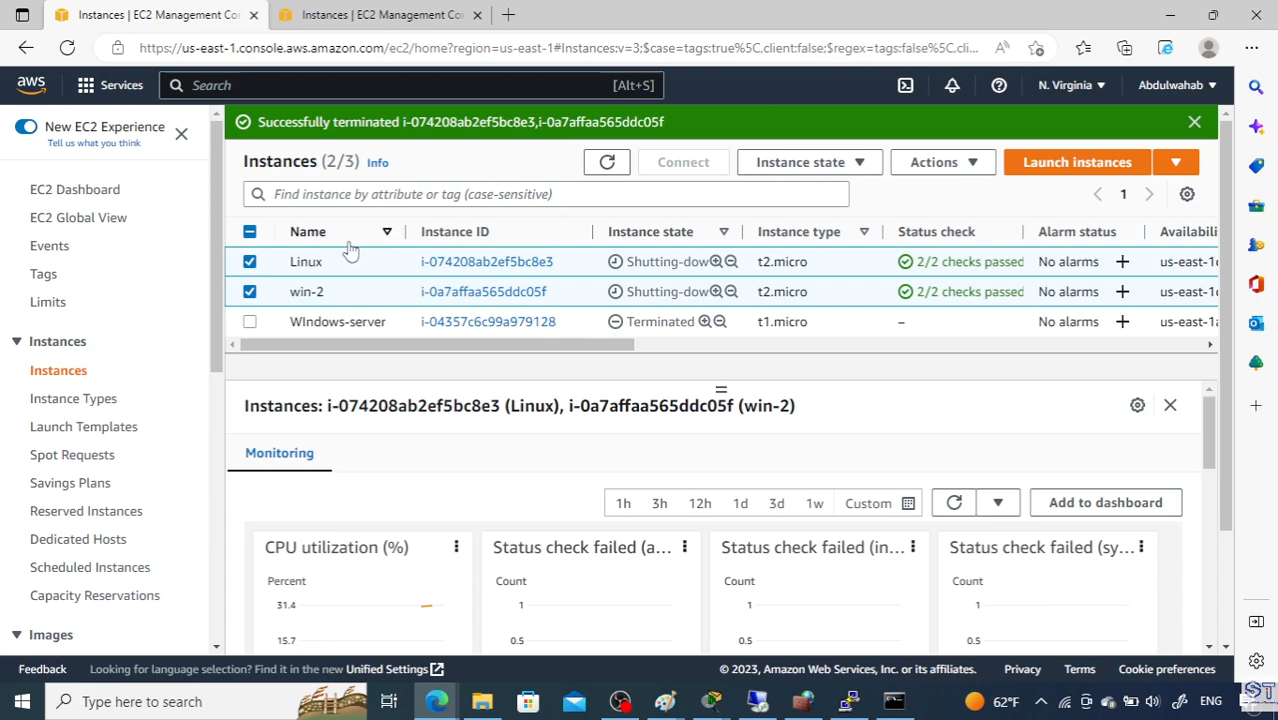 Instances | EC2 Management Co
Instances | EC2 Management Co
https://us-east-1.console.aws.amazon.com/ec2/home?region=us-east-1#Instances:v=3;$case=tags:true%5C,client:false;$regex=tags:false%5C,cli...
aws
Services
Search
[Alt+S]
N. Virginia
Abdulwahab
New EC2 Experience
Tell us what you think
EC2 Dashboard
EC2 Global View
Events
Tags
Limits
Instances
Instances
Instance Types
Launch Templates
Spot Requests
Savings Plans
Reserved Instances
Dedicated Hosts
Scheduled Instances
Capacity Reservations
Images
Successfully terminated i-074208ab2ef5bc8e3,i-0a7affaa565ddc05f
Instances (2/3) Info
Connect
Instance state
Actions
Launch instances
Find instance by attribute or tag (case-sensitive)
1
Name Instance ID Instance state Instance type Status check Alarm status Availabili
Linux i-074208ab2ef5bc8e3 Shutting-dow t2.micro 2/2 checks passed No alarms us-east-1
win-2 i-0a7affaa565ddc05f Shutting-dow t2.micro 2/2 checks passed No alarms us-east-1
WIndows-server i-04357c6c99a979128 Terminated t1.micro – No alarms us-east-1
Instances: i-074208ab2ef5bc8e3 (Linux), i-0a7affaa565ddc05f (win-2)
Monitoring
1h 3h 12h 1d 3d 1w Custom
Add to dashboard
CPU utilization (%)
Percent
31.4
15.7
Status check failed (a...
Count
1
0.5
Status check failed (in...
Count
1
0.5
Status check failed (sy...
Count
1
0.5
Feedback
Looking for language selection? Find it in the new Unified Settings
© 2023, Amazon Web Services, Inc. or its affiliates.
Privacy
Terms
Cookie preferences
Type here to search
62°F
ENG